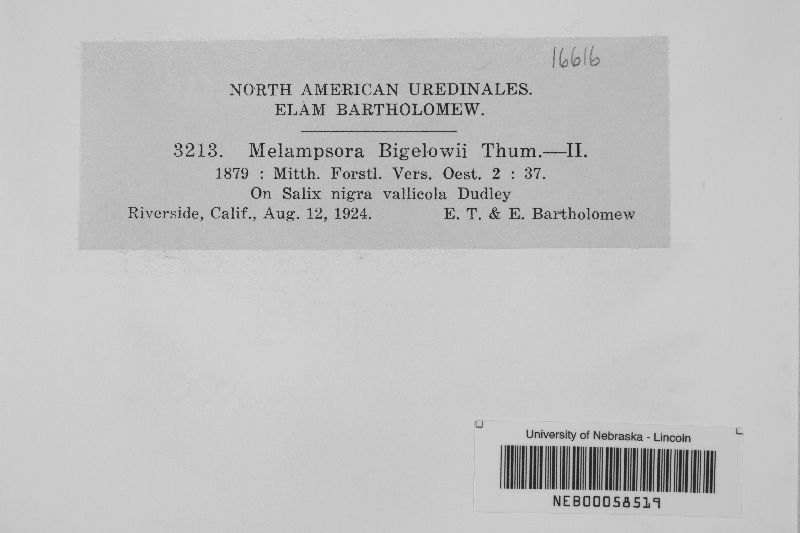 16616
NORTH AMERICAN UREDINALES.
ELAM BARTHOLOMEW.
3213. Melampsora Bigelowii Thum.—II.
1879 : Mitth. Forstl. Vers. Oest. 2 : 37.
On Salix nigra vallicola Dudley
Riverside, Calif., Aug. 12, 1924. E. T. & E. Bartholomew
University of Nebraska - Lincoln
NEB00058519